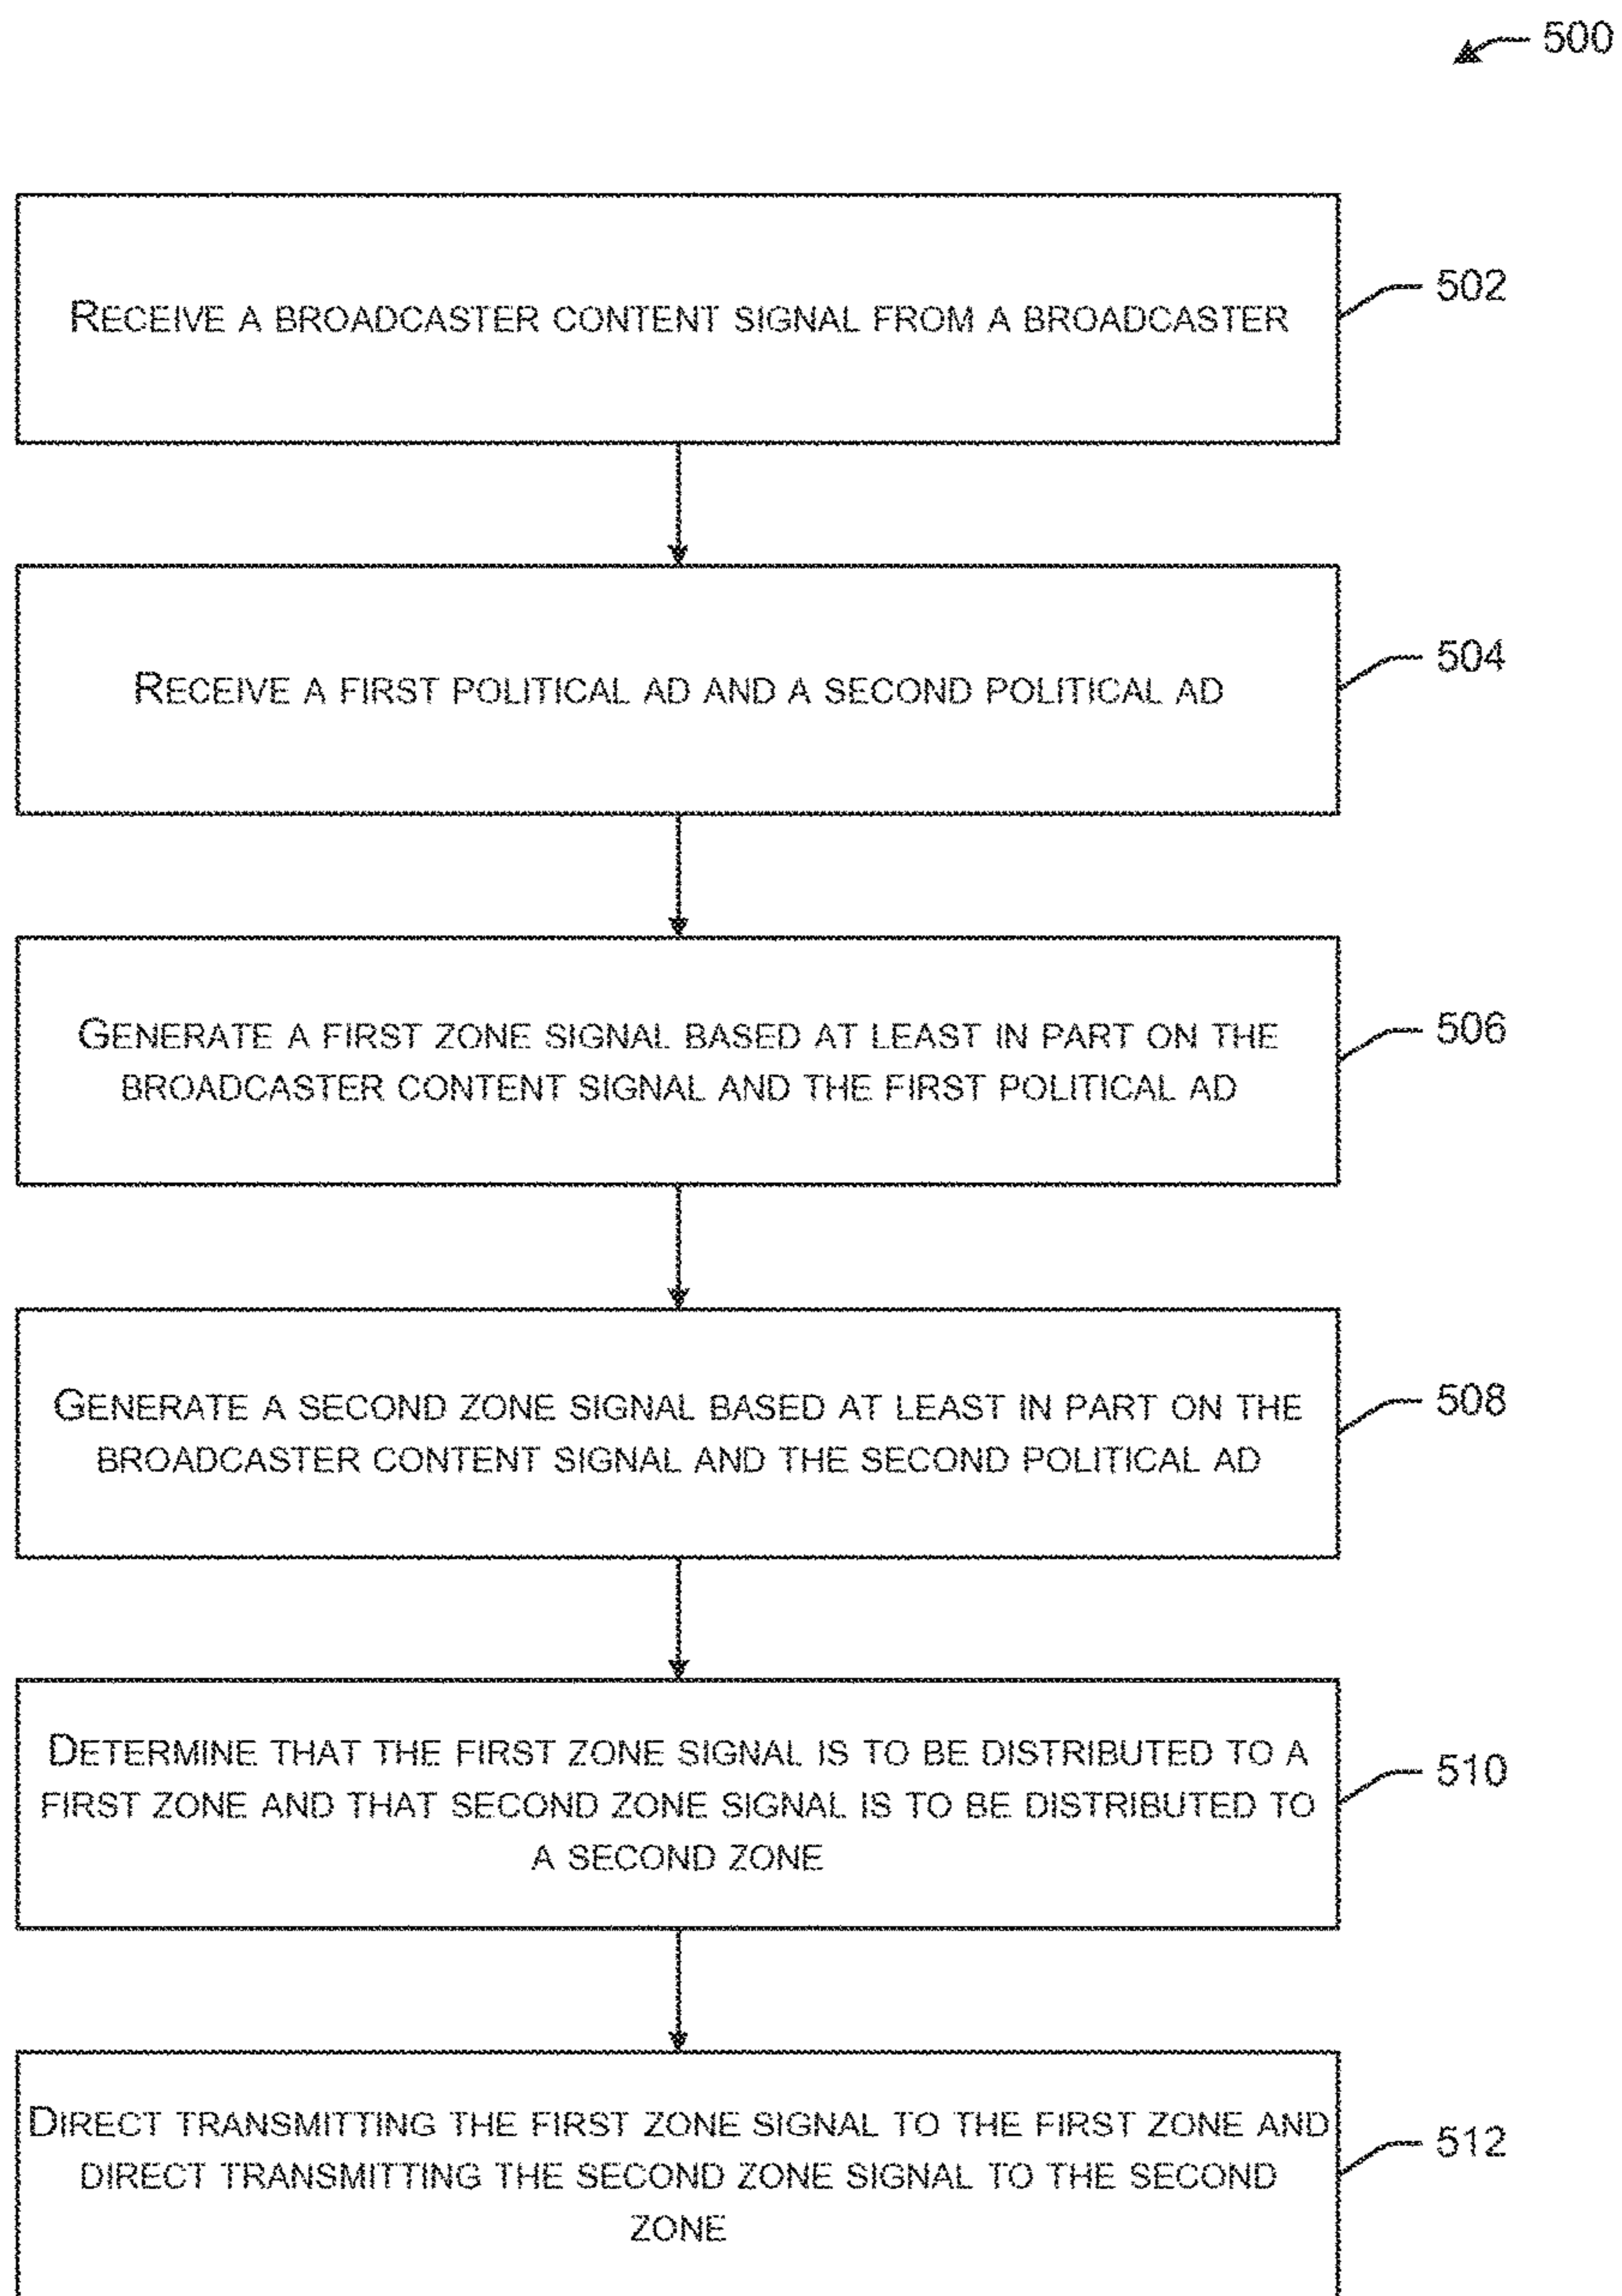 500
RECEIVE A BROADCASTER CONTENT SIGNAL FROM A BROADCASTER
502
RECEIVE A FIRST POLITICAL AD AND A SECOND POLITICAL AD
504
GENERATE A FIRST ZONE SIGNAL BASED AT LEAST IN PART ON THE
BROADCASTER CONTENT SIGNAL AND THE FIRST POLITICAL AD
506
GENERATE A SECOND ZONE SIGNAL BASED AT LEAST IN PART ON THE
BROADCASTER CONTENT SIGNAL AND THE SECOND POLITICAL AD
508
DETERMINE THAT THE FIRST ZONE SIGNAL IS TO BE DISTRIBUTED TO A
FIRST ZONE AND THAT SECOND ZONE SIGNAL IS TO BE DISTRIBUTED TO
A SECOND ZONE
510
DIRECT TRANSMITTING THE FIRST ZONE SIGNAL TO THE FIRST ZONE AND
DIRECT TRANSMITTING THE SECOND ZONE SIGNAL TO THE SECOND
ZONE
512